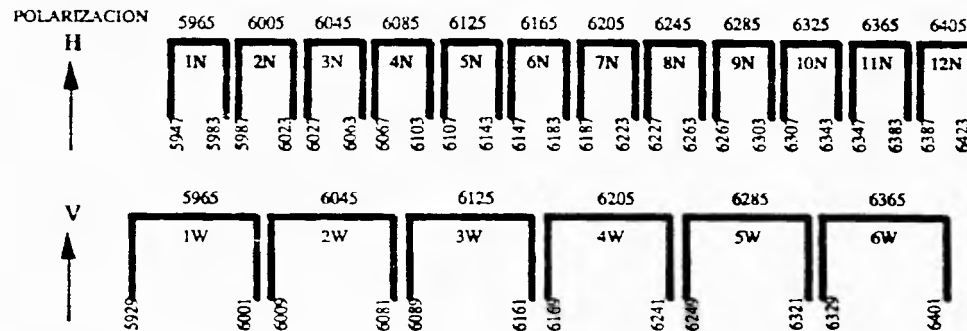 POLARIZACION
H
5965 6005 6045 6085 6125 6165 6205 6245 6285 6325 6365 6405
1N 2N 3N 4N 5N 6N 7N 8N 9N 10N 11N 12N
5947 5983 5987 6023 6027 6063 6067 6103 6107 6143 6147 6183 6187 6223 6227 6263 6267 6303 6307 6343 6347 6383 6387 6423
V
5965 6045 6125 6205 6285 6365
1W 2W 3W 4W 5W 6W
5929 6001 6009 6081 6089 6161 6169 6241 6249 6321 6329 6401